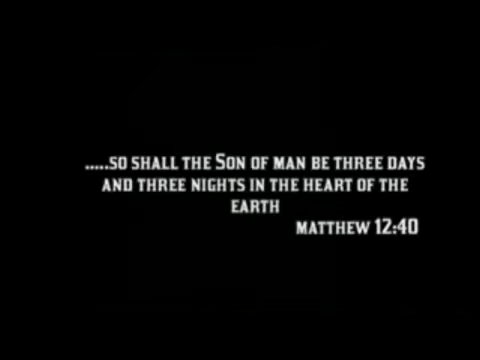 .....SO SHALL THE SON OF MAN BE THREE DAYS
AND THREE NIGHTS IN THE HEART OF THE
EARTH
MATTHEW 12:40